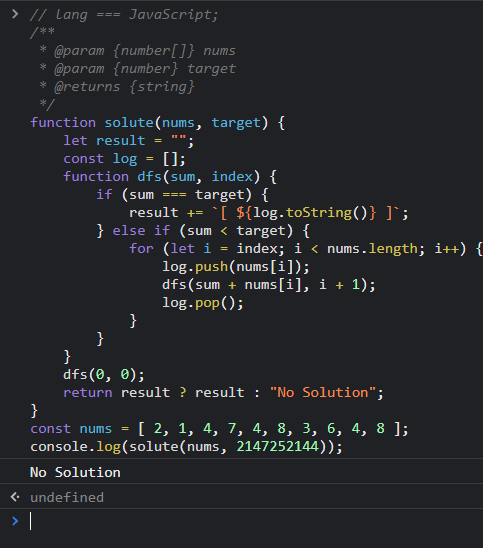 // lang === JavaScript;
/**
 * @param {number[]} nums
 * @param {number} target
 * @returns {string}
 */
function solute(nums, target) {
    let result = "";
    const log = [];
    function dfs(sum, index) {
        if (sum === target) {
            result += `[ ${log.toString()} ]`;
        } else if (sum < target) {
            for (let i = index; i < nums.length; i++) {
                log.push(nums[i]);
                dfs(sum + nums[i], i + 1);
                log.pop();
            }
        }
    }
    dfs(0, 0);
    return result ? result : "No Solution";
}
const nums = [ 2, 1, 4, 7, 4, 8, 3, 6, 4, 8 ];
console.log(solute(nums, 2147252144));
No Solution
undefined